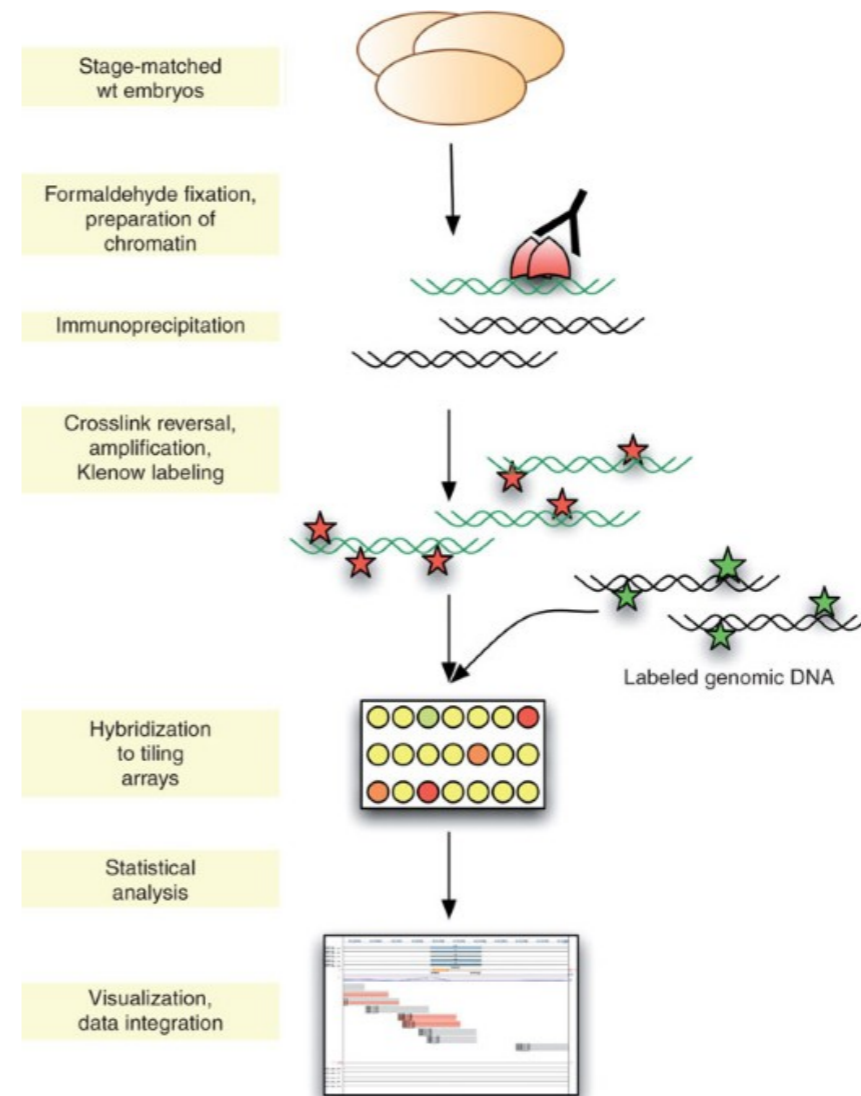 Stage-matched
wt embryos
Formaldehyde fixation,
preparation of
chromatin
Immunoprecipitation
Crosslink reversal,
amplification,
Klenow labeling
Labeled genomic DNA
Hybridization
to tiling
arrays
Statistical
analysis
Visualization,
data integration